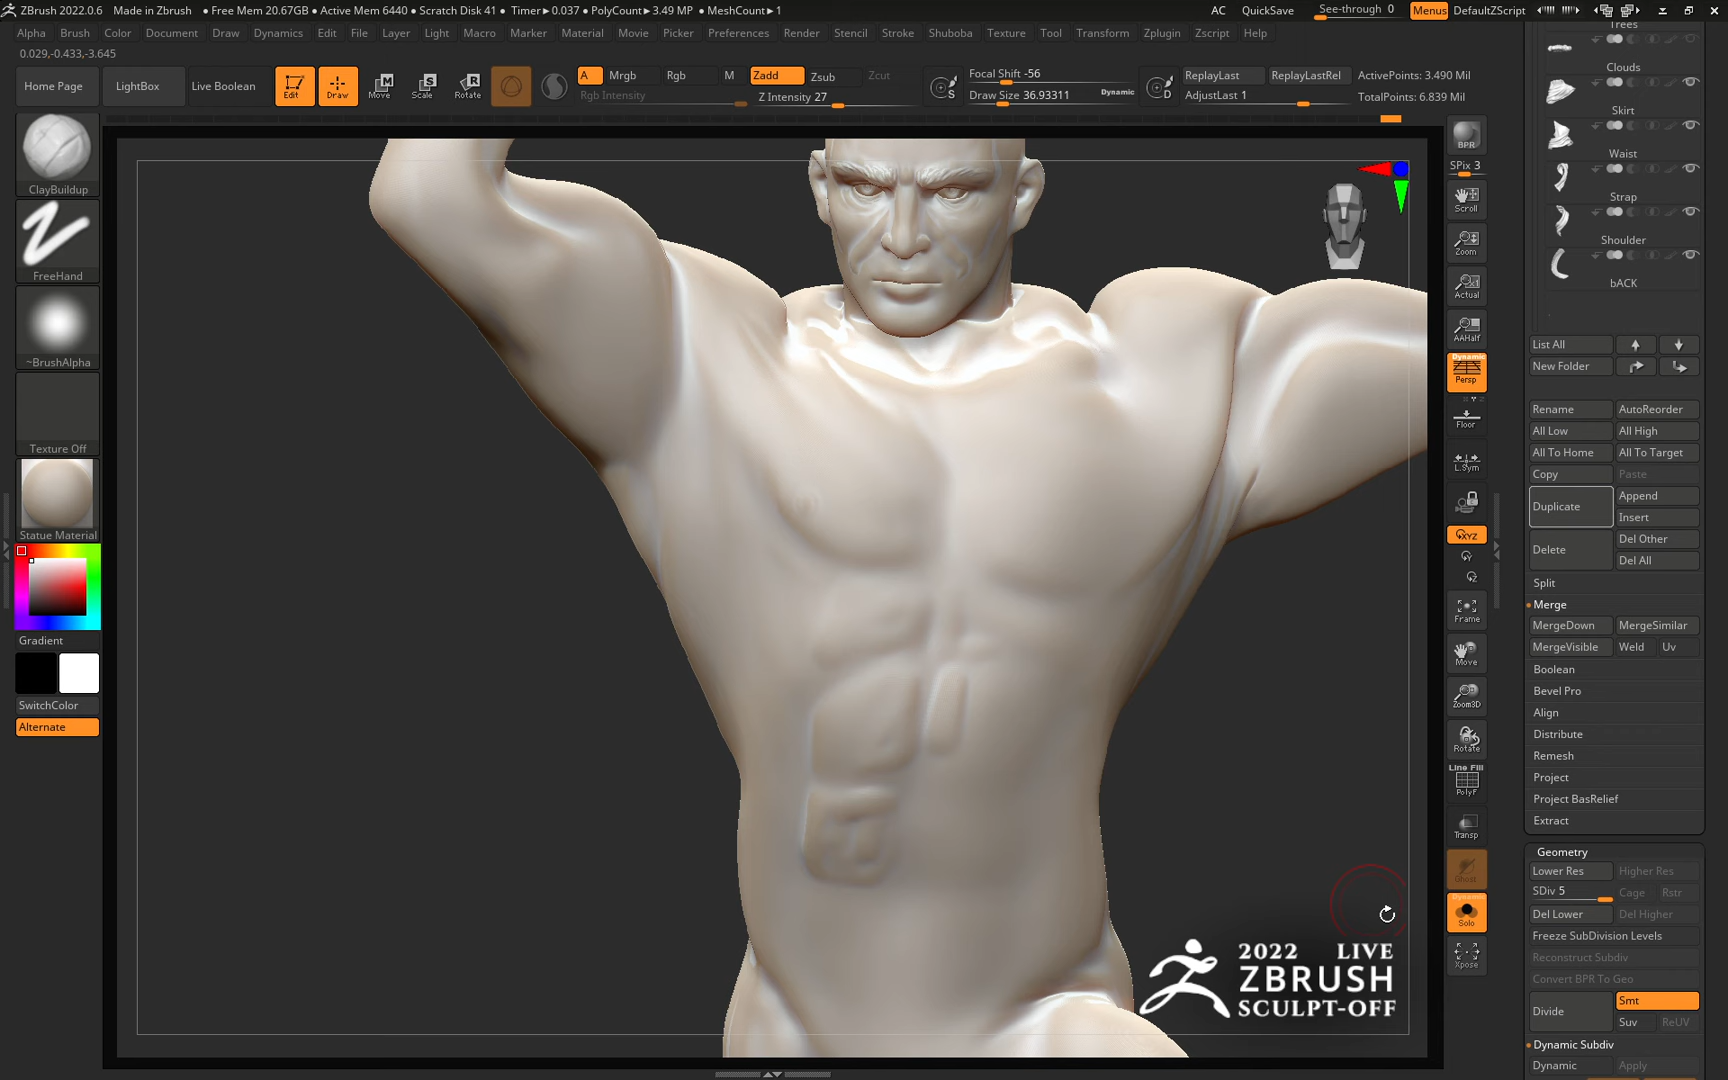 ZBrush 2022.0.6 Made in Zbrush • Free Mem 20.67GB • Active Mem 6440 • Scratch Disk 41 • Timer▸0.037 • PolyCount▸3.49 MP • MeshCount▸1
AC QuickSave See-through 0 Menus DefaultZScript
Alpha Brush Color Document Draw Dynamics Edit File Layer Light Macro Marker Material Movie Picker Preferences Render Stencil Stroke Shuboba Texture Tool Transform Zplugin Zscript Help
0.029,-0.433,-3.645
Home Page LightBox Live Boolean Edit Draw Move Scale Rotate
A Mrgb Rgb M Zadd Zsub Zcut
Rgb Intensity Z Intensity 27
Focal Shift -56
Draw Size 36.93311 Dynamic
ReplayLast ReplayLastRel
AdjustLast 1
ActivePoints: 3.490 Mil
TotalPoints: 6.839 Mil
ClayBuildup
FreeHand
~BrushAlpha
Texture Off
Statue Material
Gradient
SwitchColor
Alternate
BPR
SPix 3
Scroll
Zoom
Actual
AAHalf
Dynamic
Persp
Floor
L.Sym
XYZ
Frame
Move
Zoom3D
Rotate
Line Fill
PolyF
Transp
Ghost
Dynamic
Solo
Xpose
Trees
Clouds
Skirt
Waist
Strap
Shoulder
bACK
List All
New Folder
Rename AutoReorder
All Low All High
All To Home All To Target
Copy Paste
Duplicate Append
Insert
Delete Del Other
Del All
Split
Merge
MergeDown MergeSimilar
MergeVisible Weld Uv
Boolean
Bevel Pro
Align
Distribute
Remesh
Project
Project BasRelief
Extract
Geometry
Lower Res Higher Res
SDiv 5 Cage Rstr
Del Lower Del Higher
Freeze SubDivision Levels
Reconstruct Subdiv
Convert BPR To Geo
Divide Smt
Suv ReUV
Dynamic Subdiv
Dynamic Apply
2022 LIVE
ZBRUSH
SCULPT-OFF